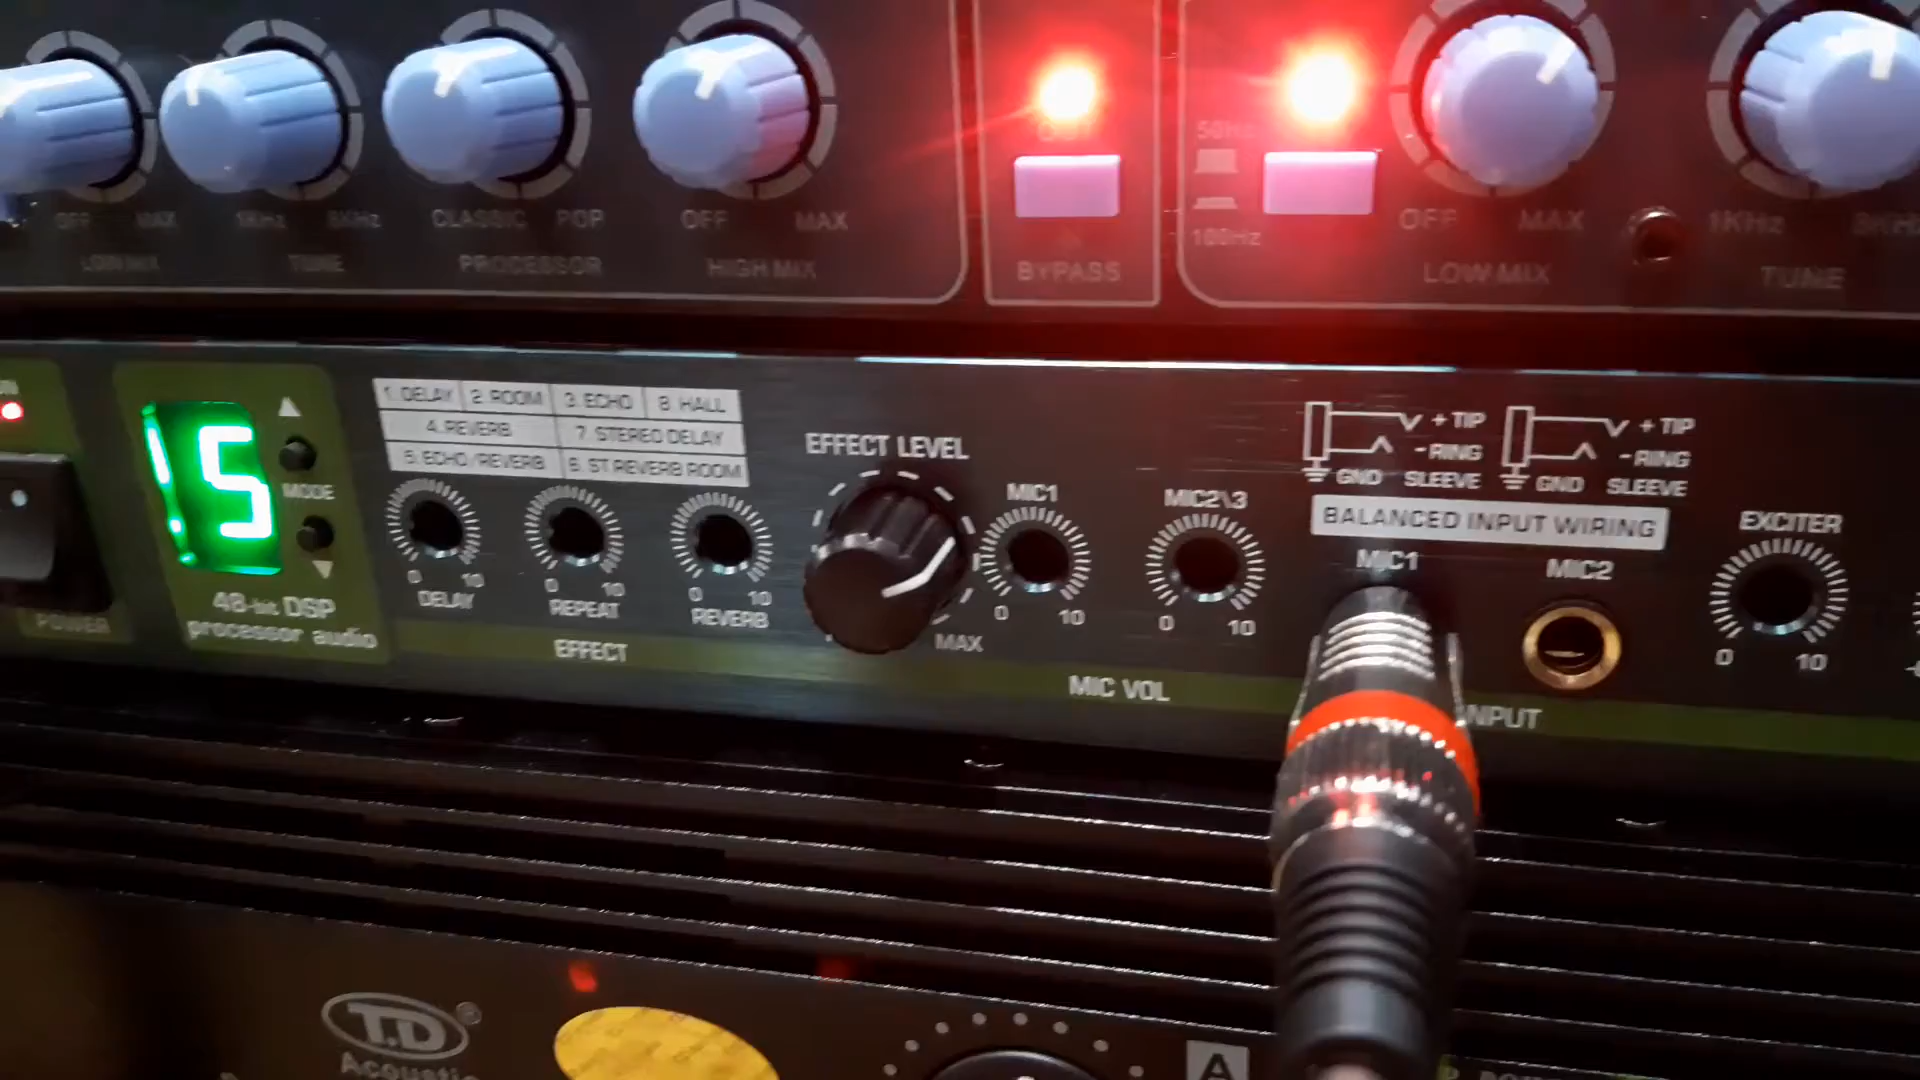 OFF MAX 1KHz 8KHz CLASSIC POP OFF MAX
LOW MIX TUNE PROCESSOR HIGH MIX
BYPASS
50Hz
100Hz
OFF MAX 1KHz
LOW MIX TUNE
5
MODE
48-bit DSP
processor audio
POWER
1. DELAY 2. ROOM 3. ECHO 8 HALL
4. REVERB 7. STEREO DELAY
5. ECHO/REVERB 6. ST.REVERB ROOM
0 10 0 10 0 10
DELAY REPEAT REVERB
EFFECT
EFFECT LEVEL
MAX
MIC1 MIC2\3
0 10 0 10
MIC VOL
+ TIP + TIP
- RING - RING
GND SLEEVE GND SLEEVE
BALANCED INPUT WIRING
MIC1 MIC2
INPUT
EXCITER
0 10
T.D®
Acoustic
A